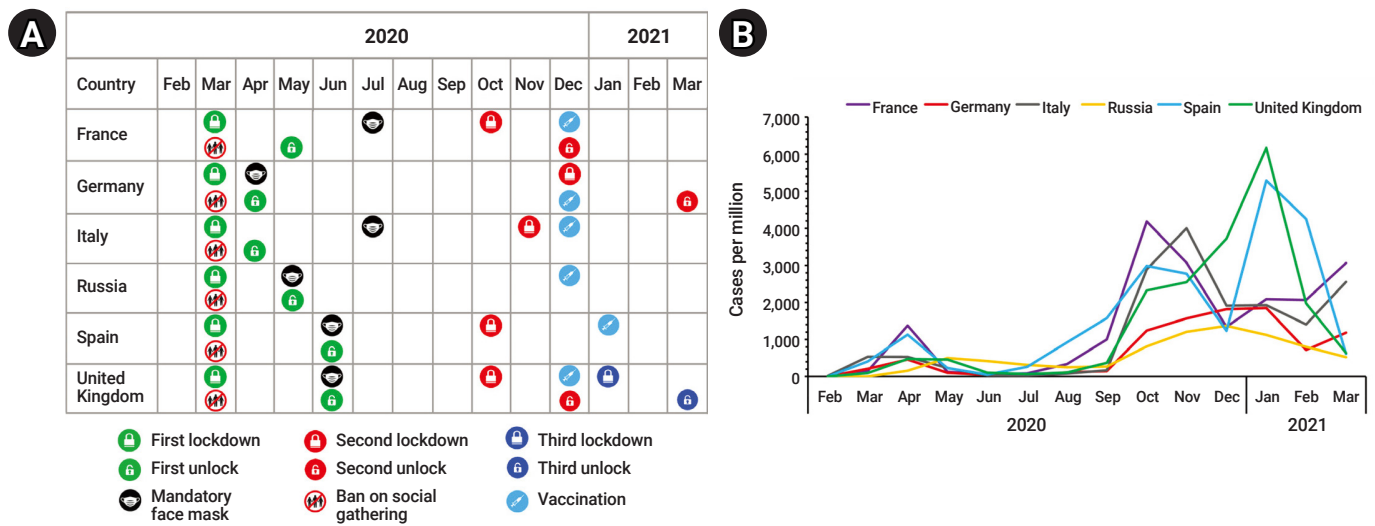 A
2020 2021
Country Feb Mar Apr May Jun Jul Aug Sep Oct Nov Dec Jan Feb Mar
France
Germany
Italy
Russia
Spain
United
Kingdom
First lockdown Second lockdown Third lockdown
First unlock Second unlock Third unlock
Mandatory
face mask
Ban on social
gathering
Vaccination
B
France Germany Italy Russia Spain United Kingdom
Cases per million
7,000
6,000
5,000
4,000
3,000
2,000
1,000
0
Feb Mar Apr May Jun Jul Aug Sep Oct Nov Dec Jan Feb Mar
2020 2021